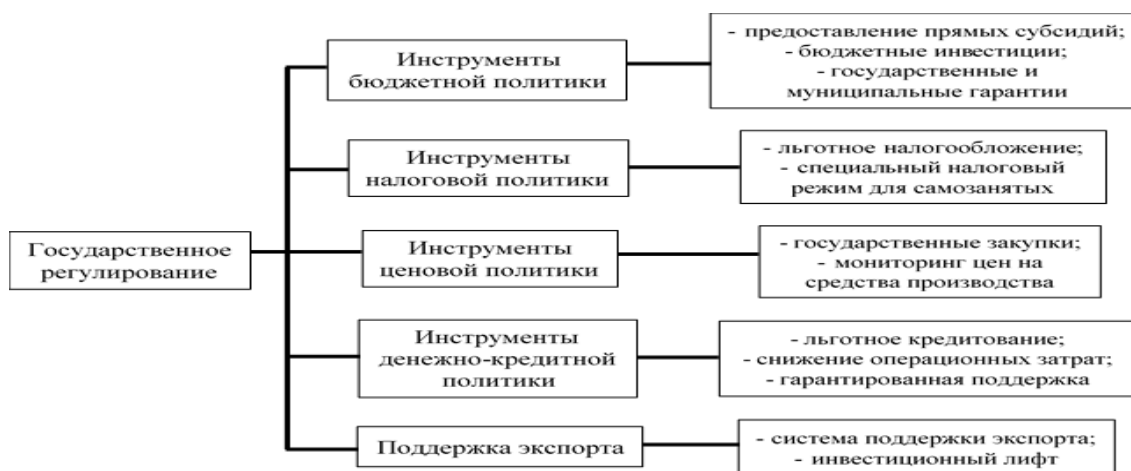 Государственное
регулирование
Инструменты
бюджетной политики
- предоставление прямых субсидий;
- бюджетные инвестиции;
- государственные и
муниципальные гарантии
Инструменты
налоговой политики
- льготное налогообложение;
- специальный налоговый
режим для самозанятых
Инструменты
ценовой политики
- государственные закупки;
- мониторинг цен на
средства производства
Инструменты
денежно-кредитной
политики
- льготное кредитование;
- снижение операционных затрат;
- гарантированная поддержка
Поддержка экспорта
- система поддержки экспорта;
- инвестиционный лифт